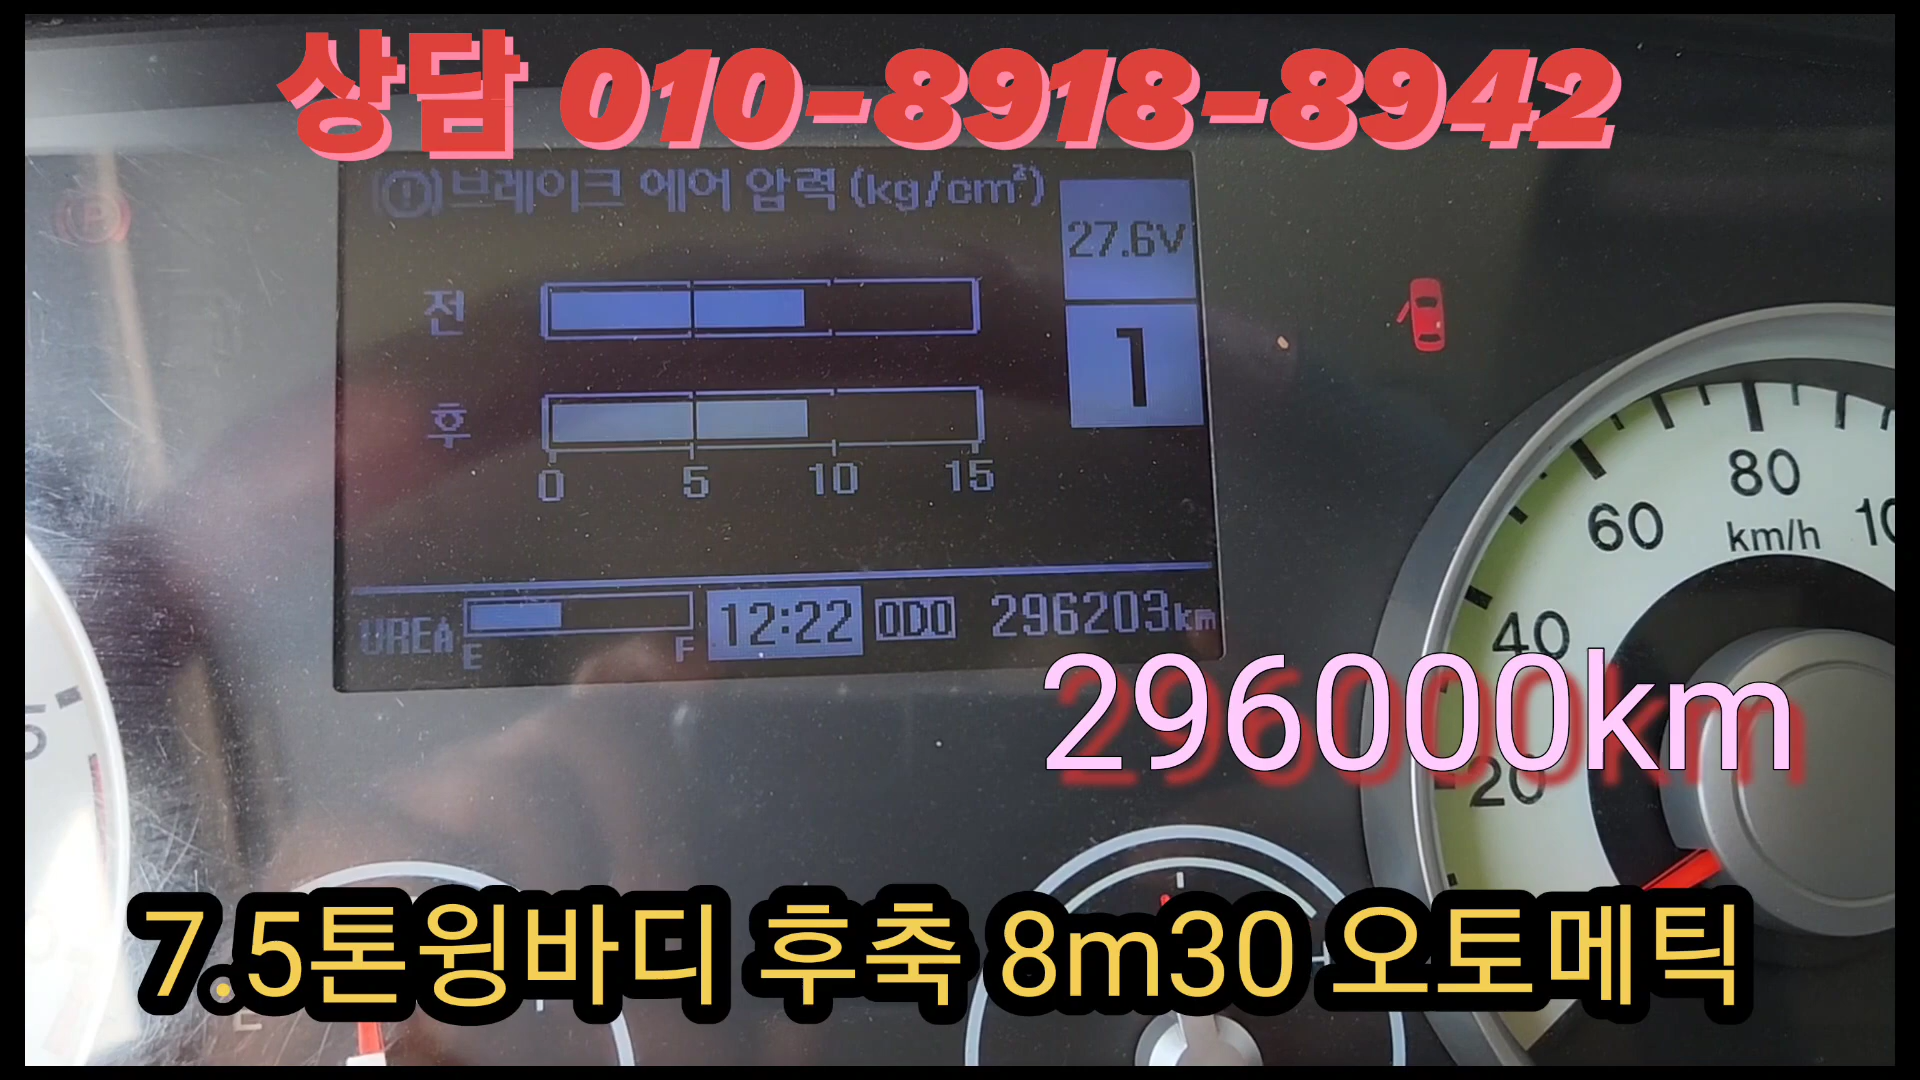 상담 010-8918-8942
(!)브레이크 에어 압력(kg/cm²)
27.6V
전
1
후
0 5 10 15
UREA E F 12:22 ODO 296203km
80
60
km/h
40
20
296000km
7.5톤윙바디 후축 8m30 오토메틱